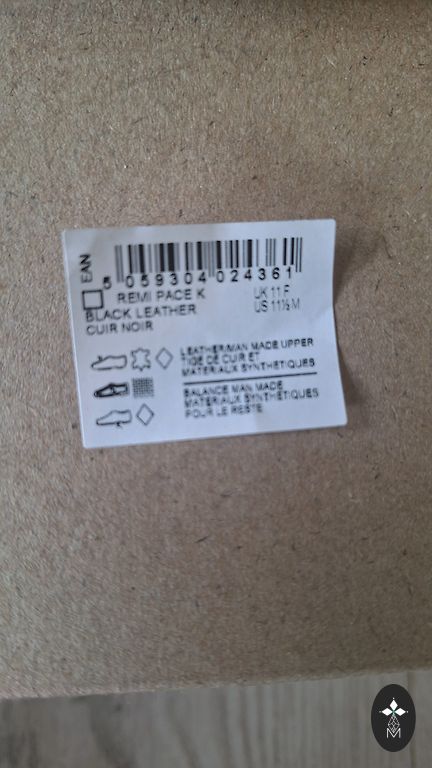 EAN
5 059304 024361
REMI PACE K
UK 11 F
BLACK LEATHER
US 11½ M
CUIR NOIR
LEATHER/MAN MADE UPPER
TIGE DE CUIR ET
MATERIAUX SYNTHETIQUES
BALANCE MAN MADE
MATERIAUX SYNTHETIQUES
POUR LE RESTE
M